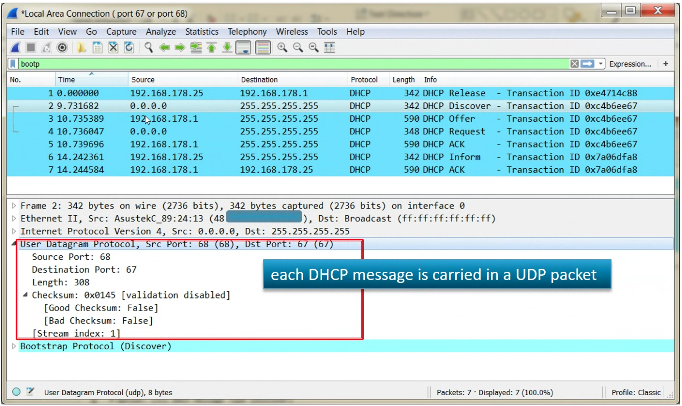 *Local Area Connection ( port 67 or port 68)
File Edit View Go Capture Analyze Statistics Telephony Wireless Tools Help
bootp Expression... +
No. Time Source Destination Protocol Length Info
1 0.000000 192.168.178.25 192.168.178.1 DHCP 342 DHCP Release - Transaction ID 0xe4714c88
2 9.731682 0.0.0.0 255.255.255.255 DHCP 342 DHCP Discover - Transaction ID 0xc4b6ee67
3 10.735389 192.168.178.1 255.255.255.255 DHCP 590 DHCP Offer - Transaction ID 0xc4b6ee67
4 10.736047 0.0.0.0 255.255.255.255 DHCP 348 DHCP Request - Transaction ID 0xc4b6ee67
5 10.739696 192.168.178.1 255.255.255.255 DHCP 590 DHCP ACK - Transaction ID 0xc4b6ee67
6 14.242361 192.168.178.25 255.255.255.255 DHCP 342 DHCP Inform - Transaction ID 0x7a06dfa8
7 14.244584 192.168.178.1 255.255.255.255 DHCP 590 DHCP ACK - Transaction ID 0x7a06dfa8
Frame 2: 342 bytes on wire (2736 bits), 342 bytes captured (2736 bits) on interface 0
Ethernet II, Src: AsustekC_89:24:13 (48 ), Dst: Broadcast (ff:ff:ff:ff:ff:ff)
Internet Protocol Version 4, Src: 0.0.0.0, Dst: 255.255.255.255
User Datagram Protocol, Src Port: 68 (68), Dst Port: 67 (67)
Source Port: 68
Destination Port: 67
each DHCP message is carried in a UDP packet
Length: 308
Checksum: 0x0145 [validation disabled]
[Good Checksum: False]
[Bad Checksum: False]
[Stream index: 1]
Bootstrap Protocol (Discover)
User Datagram Protocol (udp), 8 bytes Packets: 7 · Displayed: 7 (100.0%) Profile: Classic